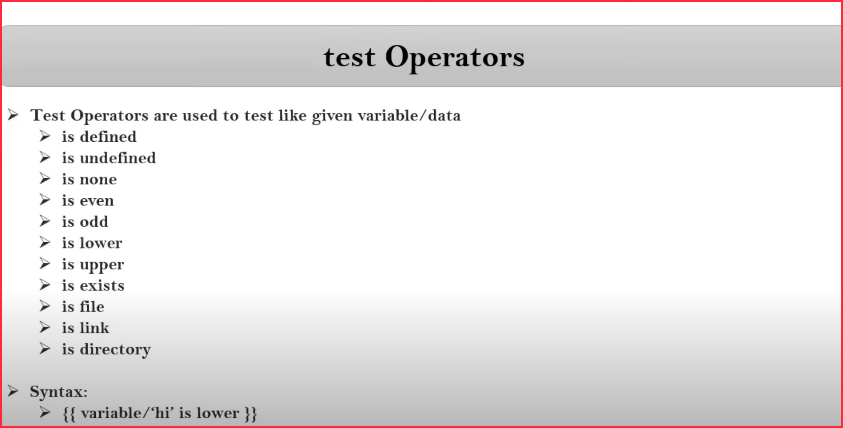 test Operators
Test Operators are used to test like given variable/data
is defined
is undefined
is none
is even
is odd
is lower
is upper
is exists
is file
is link
is directory
Syntax:
{{ variable/‘hi’ is lower }}